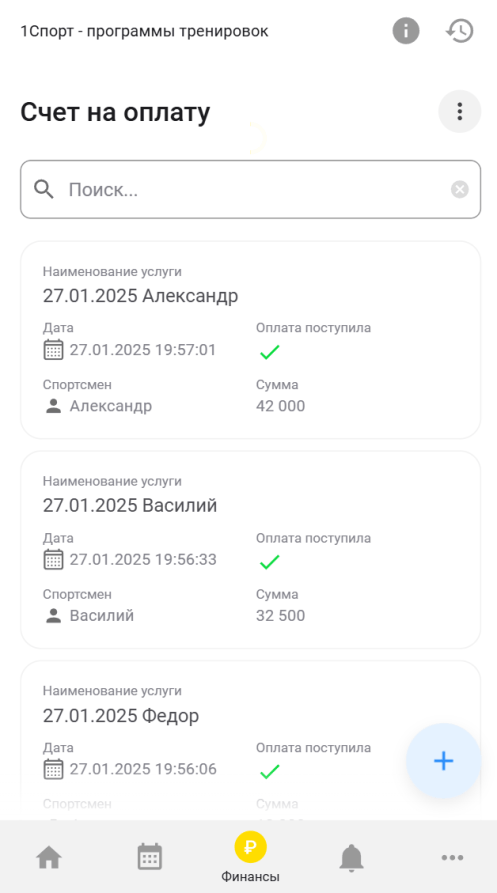 1Спорт - программы тренировок
Счет на оплату
Поиск...
Наименование услуги
27.01.2025 Александр
Дата
Оплата поступила
27.01.2025 19:57:01
Спортсмен
Сумма
Александр
42 000
Наименование услуги
27.01.2025 Василий
Дата
Оплата поступила
27.01.2025 19:56:33
Спортсмен
Сумма
Василий
32 500
Наименование услуги
27.01.2025 Федор
Дата
Оплата поступила
27.01.2025 19:56:06
Спортсмен
Сумма
Финансы